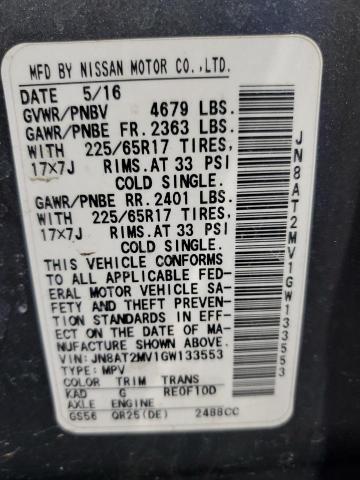 MFD BY NISSAN MOTOR CO.,LTD.
DATE 5/16
GVWR/PNBV 4679 LBS.
GAWR/PNBE FR. 2363 LBS.
WITH 225/65R17 TIRES,
17×7J RIMS.AT 33 PSI
COLD SINGLE.
GAWR/PNBE RR. 2401 LBS.
WITH 225/65R17 TIRES,
17×7J RIMS.AT 33 PSI
COLD SINGLE.
THIS VEHICLE CONFORMS
TO ALL APPLICABLE FED-
ERAL MOTOR VEHICLE SA-
FETY AND THEFT PREVEN-
TION STANDARDS IN EFF-
ECT ON THE DATE OF MA-
NUFACTURE SHOWN ABOVE.
VIN:JN8AT2MV1GW133553
TYPE:MPV
COLOR TRIM TRANS
KAD G RE0F10D
AXLE ENGINE
GS56 QR25(DE) 2488CC
JN8AT2MV1GW133553